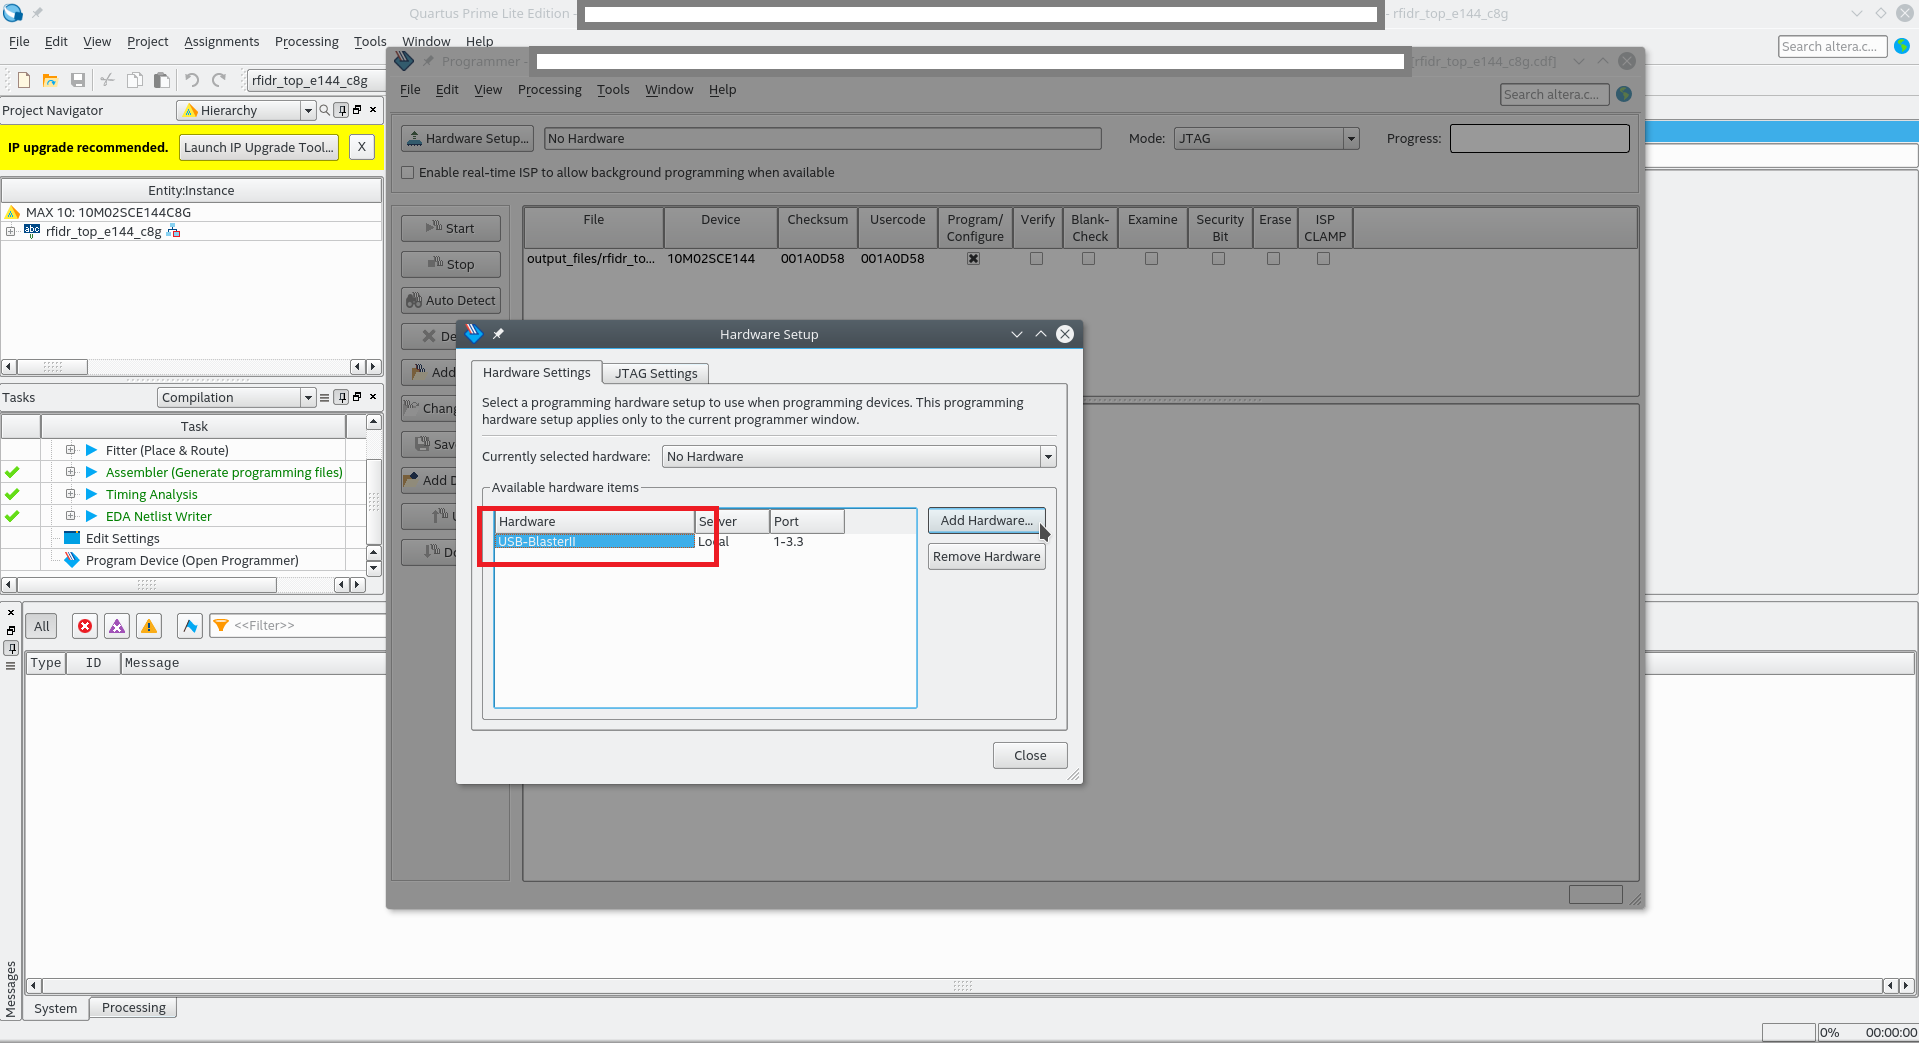 Quartus Prime Lite Edition - - rfidr_top_e144_c8g
File Edit View Project Assignments Processing Tools Window Help
Search altera.c...
rfidr_top_e144_c8g
Project Navigator
Hierarchy
IP upgrade recommended. Launch IP Upgrade Tool... X
Entity:Instance
MAX 10: 10M02SCE144C8G
abc rfidr_top_e144_c8g
Tasks
Compilation
Task
Fitter (Place & Route)
Assembler (Generate programming files)
Timing Analysis
EDA Netlist Writer
Edit Settings
Program Device (Open Programmer)
Programmer - rfidr_top_e144_c8g.cdf]
File Edit View Processing Tools Window Help
Search altera.c...
Hardware Setup... No Hardware Mode: JTAG Progress:
Enable real-time ISP to allow background programming when available
Start
Stop
Auto Detect
De
Add
Chang
Save
Add D
U
Do
File Device Checksum Usercode Program/ Configure Verify Blank- Check Examine Security Bit Erase ISP CLAMP
output_files/rfidr_to... 10M02SCE144 001A0D58 001A0D58
Hardware Setup
Hardware Settings JTAG Settings
Select a programming hardware setup to use when programming devices. This programming
hardware setup applies only to the current programmer window.
Currently selected hardware: No Hardware
Available hardware items
Hardware Server Port
USB-BlasterII Local 1-3.3
Add Hardware...
Remove Hardware
Close
All <<Filter>>
Type ID Message
Messages
System Processing
0% 00:00:00